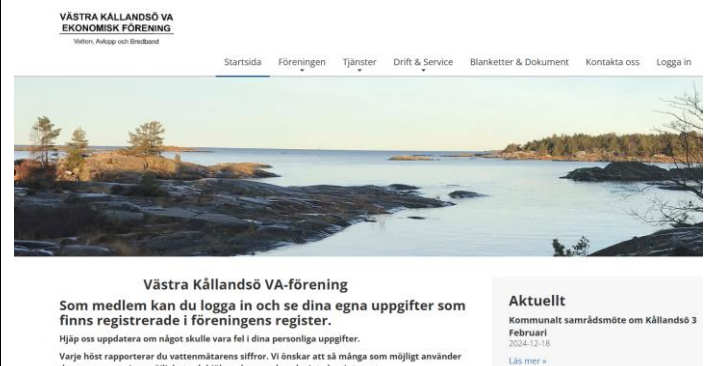 VÄSTRA KÅLLANDSÖ VA
EKONOMISK FÖRENING
Vatten, Avlopp och Bredband
Startsida Föreningen Tjänster Drift & Service Blanketter & Dokument Kontakta oss Logga in
Västra Kållandsö VA-förening
Som medlem kan du logga in och se dina egna uppgifter som
finns registrerade i föreningens register.
Hjäp oss uppdatera om något skulle vara fel i dina personliga uppgifter.
Varje höst rapporterar du vattenmätarens siffror. Vi önskar att så många som möjligt använder
Aktuellt
Kommunalt samrådsmöte om Kållandsö 3
Februari
2024-12-18
Läs mer »